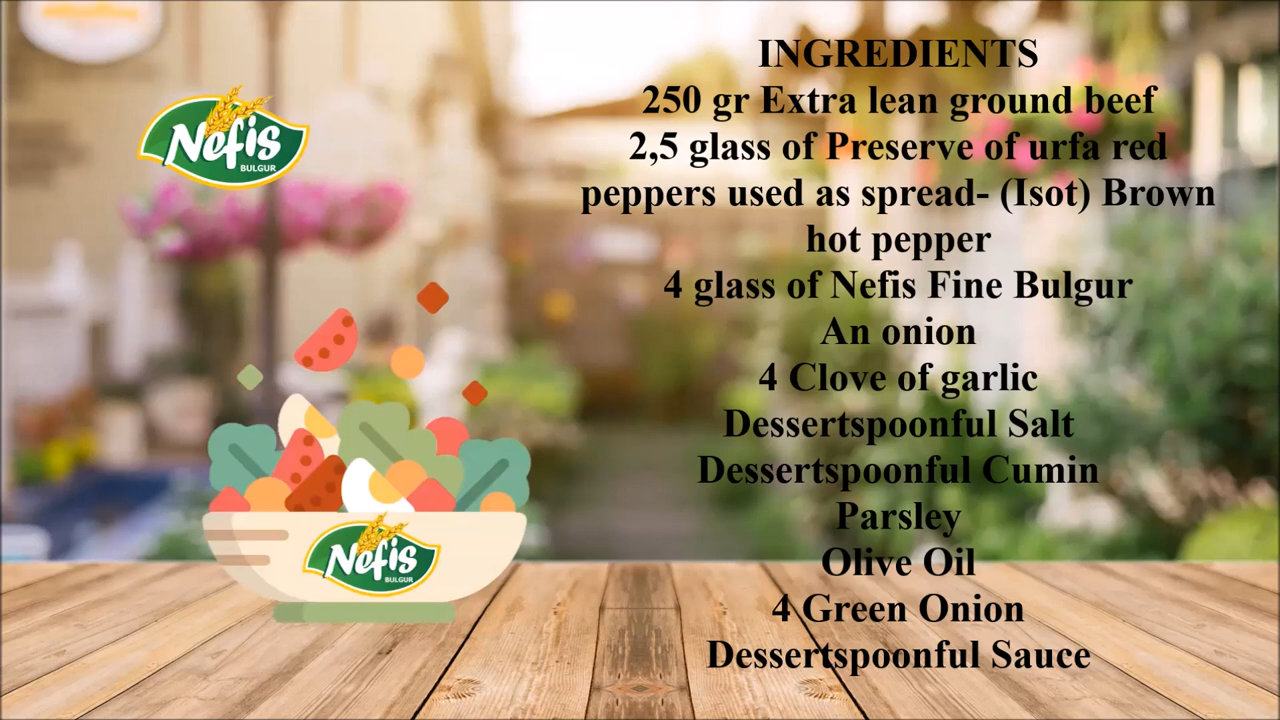 Nefis
BULGUR
INGREDIENTS
250 gr Extra lean ground beef
2,5 glass of Preserve of urfa red
peppers used as spread- (Isot) Brown
hot pepper
4 glass of Nefis Fine Bulgur
An onion
4 Clove of garlic
Dessertspoonful Salt
Dessertspoonful Cumin
Parsley
Olive Oil
4 Green Onion
Dessertspoonful Sauce
Nefis
BULGUR